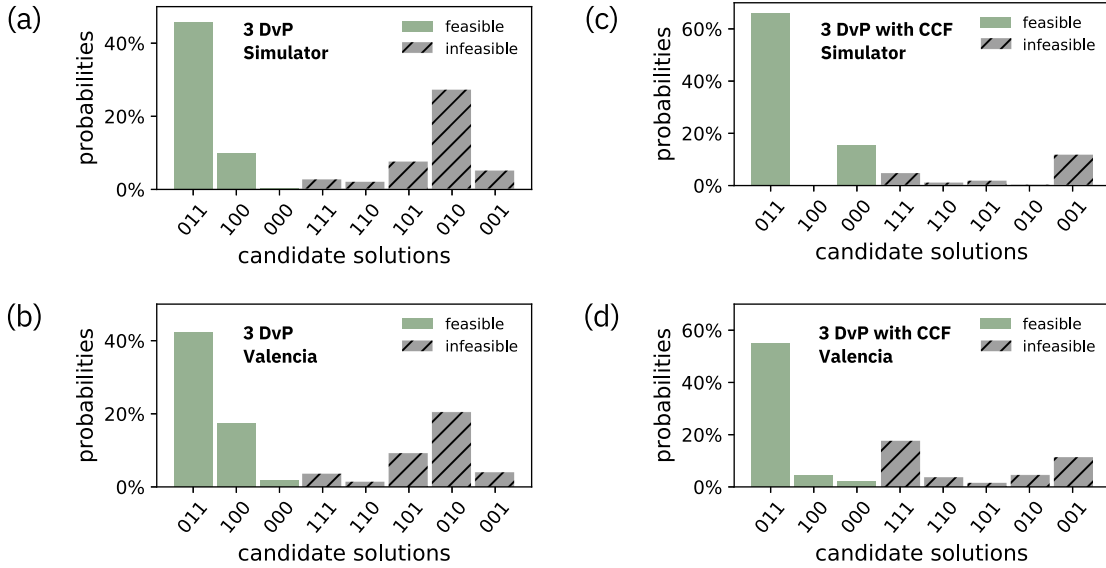 (a)
3 DvP
Simulator
feasible
infeasible
probabilities
40%
20%
0%
011 100 000 111 110 101 010 001
candidate solutions
(c)
3 DvP with CCF
Simulator
feasible
infeasible
probabilities
60%
40%
20%
0%
011 100 000 111 110 101 010 001
candidate solutions
(b)
3 DvP
Valencia
feasible
infeasible
probabilities
40%
20%
0%
011 100 000 111 110 101 010 001
candidate solutions
(d)
3 DvP with CCF
Valencia
feasible
infeasible
probabilities
60%
40%
20%
0%
011 100 000 111 110 101 010 001
candidate solutions